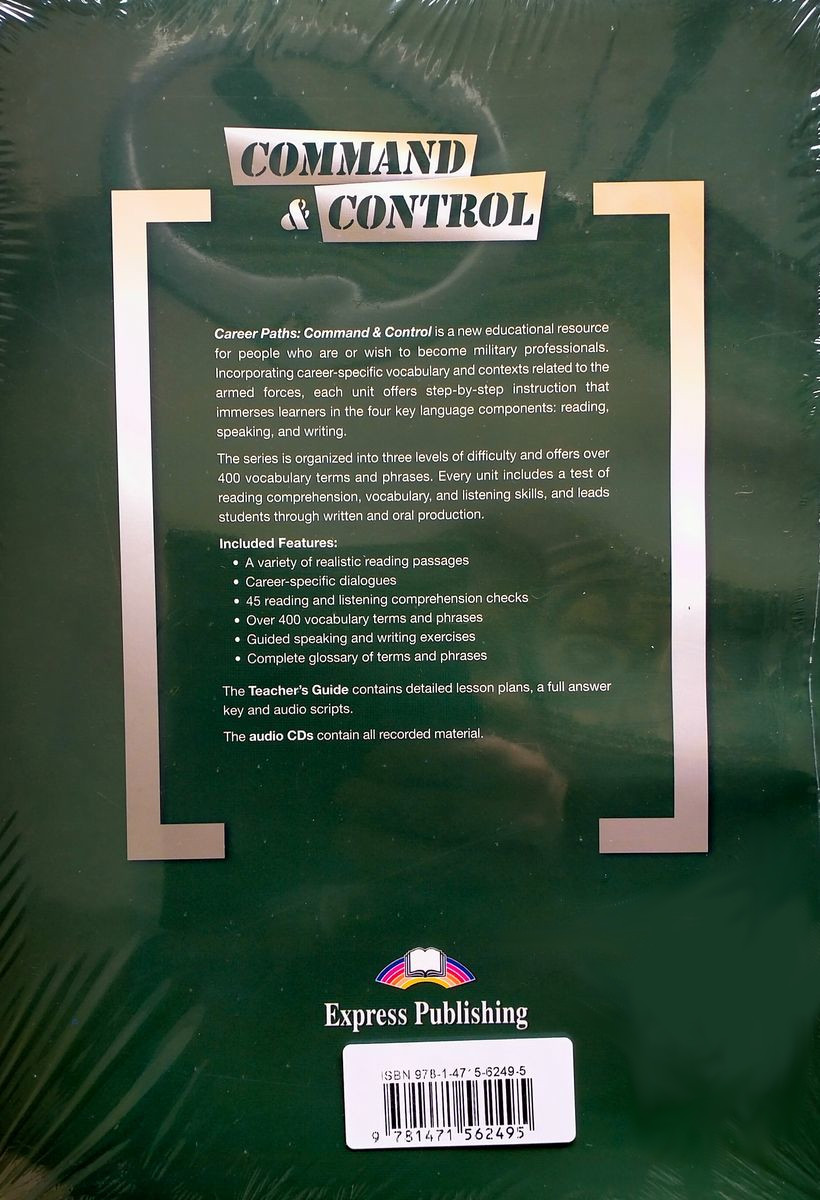 COMMAND
& CONTROL
Career Paths: Command & Control is a new educational resource
for people who are or wish to become military professionals.
Incorporating career-specific vocabulary and contexts related to the
armed forces, each unit offers step-by-step instruction that
immerses learners in the four key language components: reading,
speaking, and writing.
The series is organized into three levels of difficulty and offers over
400 vocabulary terms and phrases. Every unit includes a test of
reading comprehension, vocabulary, and listening skills, and leads
students through written and oral production.
Included Features:
• A variety of realistic reading passages
• Career-specific dialogues
• 45 reading and listening comprehension checks
• Over 400 vocabulary terms and phrases
• Guided speaking and writing exercises
• Complete glossary of terms and phrases
The Teacher's Guide contains detailed lesson plans, a full answer
key and audio scripts.
The audio CDs contain all recorded material.
Express Publishing
ISBN 978-1-4715-6249-5
9 781471 562495